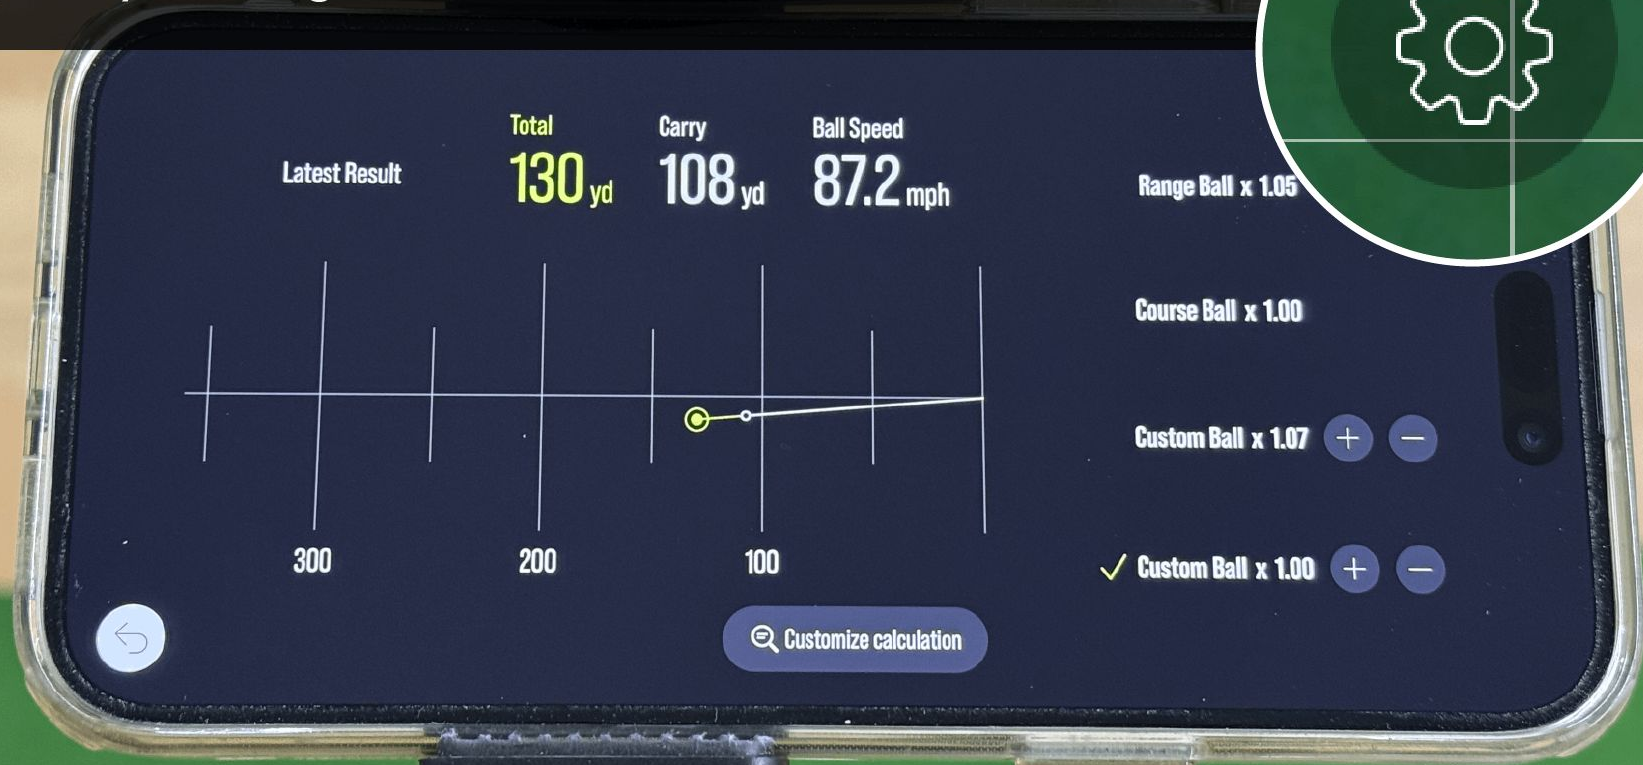 Total
130 yd
Carry
108 yd
Ball Speed
87.2 mph
Latest Result
Range Ball x 1.05
Course Ball x 1.00
Custom Ball x 1.07 + −
✓ Custom Ball x 1.00 + −
300
200
100
Customize calculation